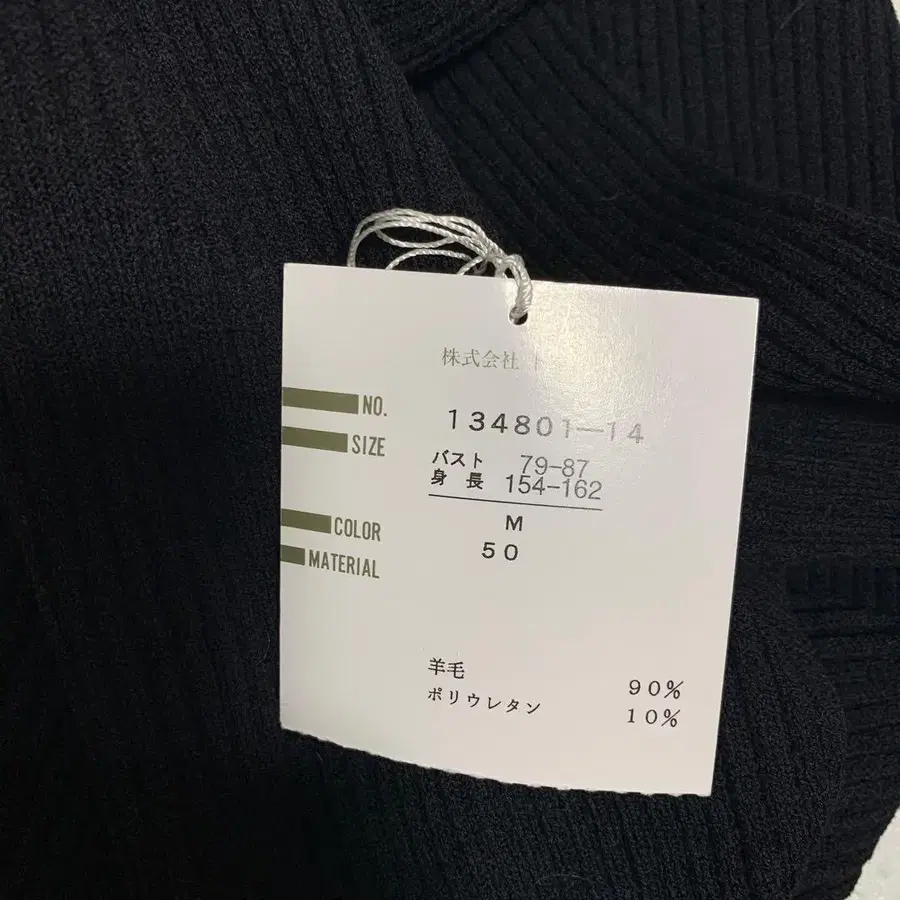 株式会社
NO. 134801-14
SIZE バスト 79-87
身長 154-162
M
COLOR 50
MATERIAL
羊毛 90%
ポリウレタン 10%